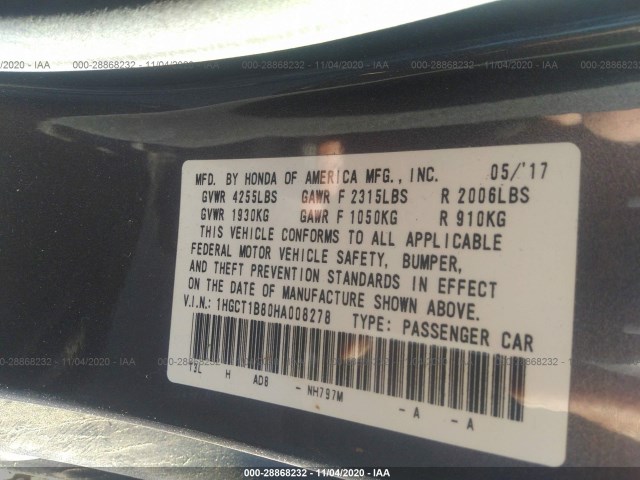 000-28868232 - 11/04/2020 - IAA
MFD. BY HONDA OF AMERICA MFG., INC. 05/'17
GVWR 4255LBS GAWR F 2315LBS R 2006LBS
GVWR 1930KG GAWR F 1050KG R 910KG
THIS VEHICLE CONFORMS TO ALL APPLICABLE
FEDERAL MOTOR VEHICLE SAFETY, BUMPER,
AND THEFT PREVENTION STANDARDS IN EFFECT
ON THE DATE OF MANUFACTURE SHOWN ABOVE.
V.I.N.: 1HGCT1B80HA008278 TYPE: PASSENGER CAR
T3L H AD8 - NH797M - A - A
000-28868232 - 11/04/2020 - IAA